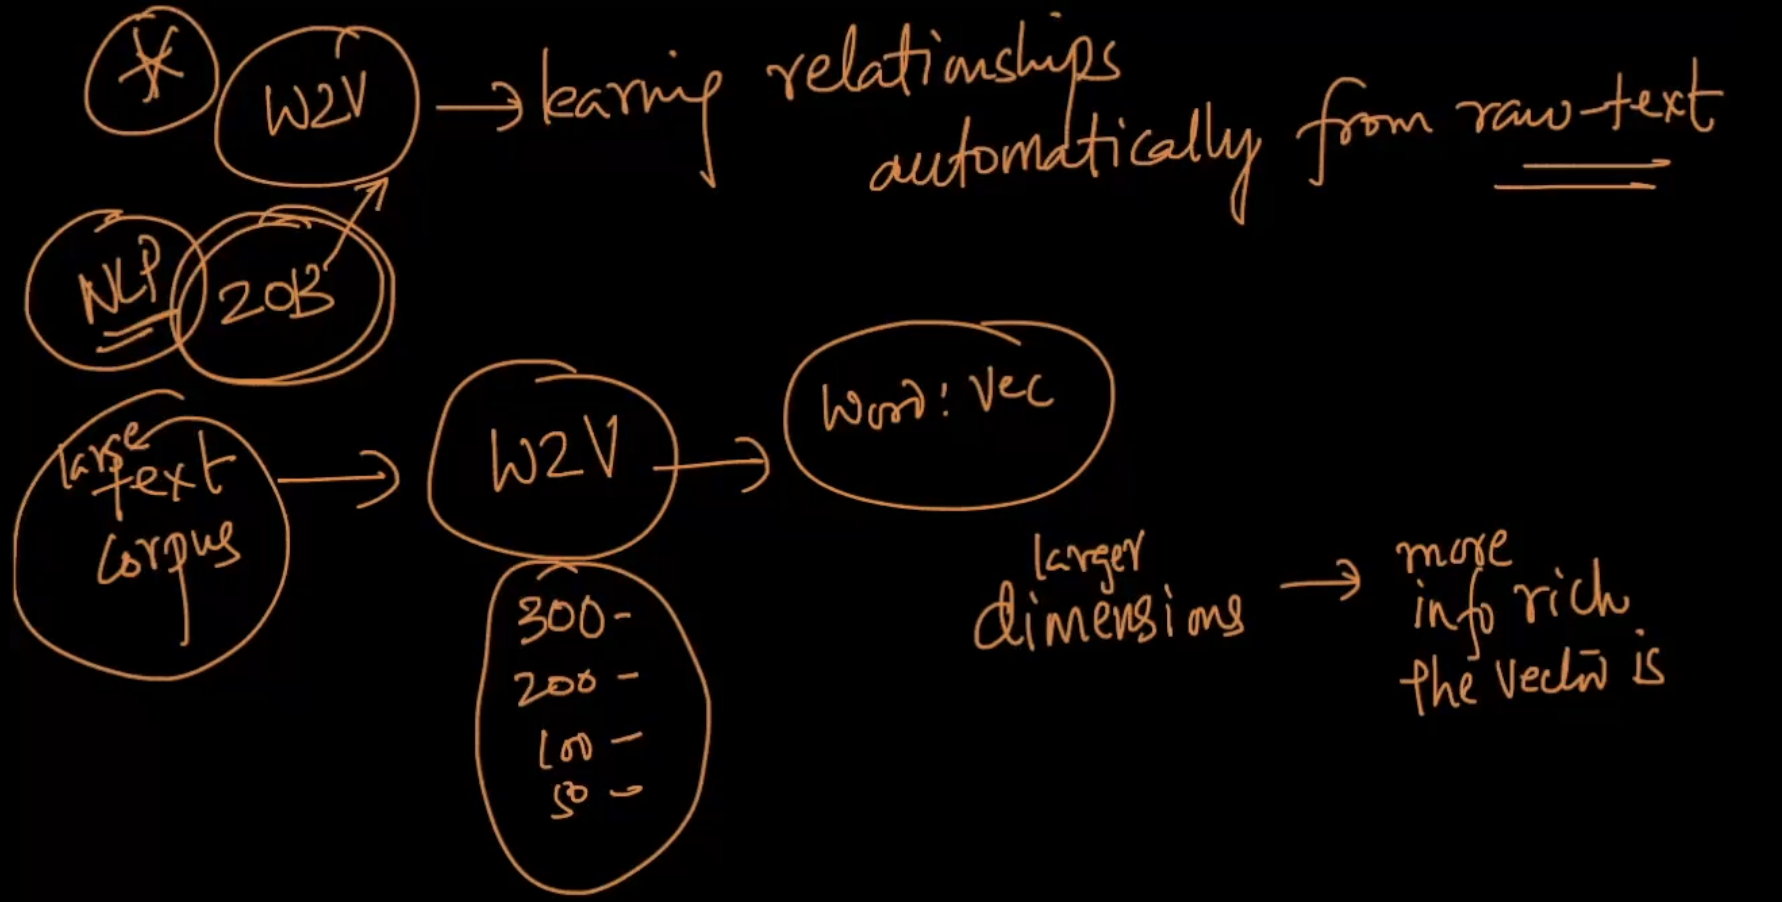 W2V → learning relationships
automatically from raw-text
NLP 2013
large
text
corpus
→ W2V → Word: Vec
300-
200-
100-
50-
larger
dimensions → more
info rich
the vector is